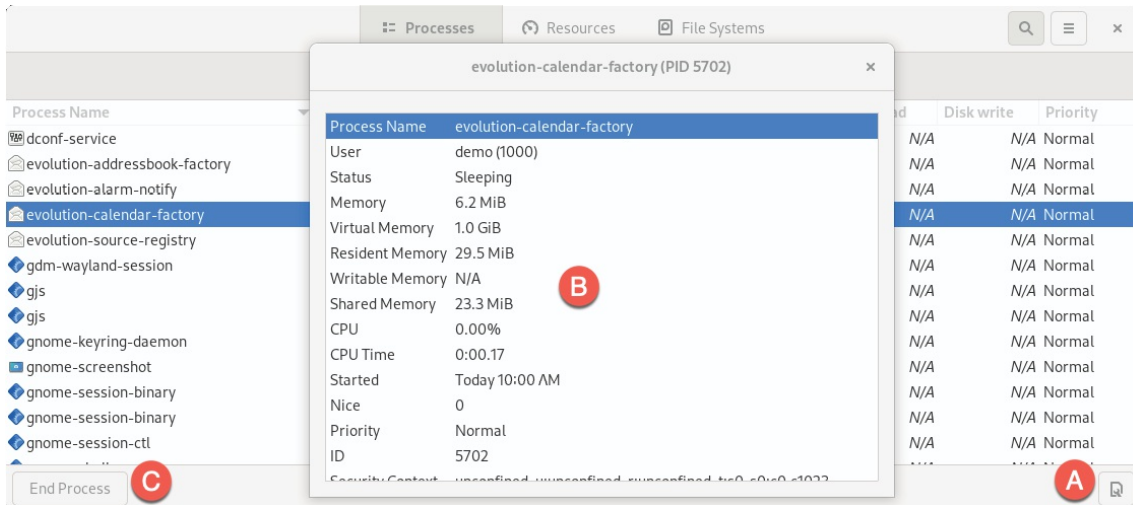 Processes Resources File Systems
evolution-calendar-factory (PID 5702)
Process Name Disk write Priority
Process Name evolution-calendar-factory
dconf-service User demo (1000) N/A N/A Normal
evolution-addressbook-factory Status Sleeping N/A N/A Normal
evolution-alarm-notify Memory 6.2 MiB N/A N/A Normal
evolution-calendar-factory Virtual Memory 1.0 GiB N/A N/A Normal
evolution-source-registry Resident Memory 29.5 MiB N/A N/A Normal
gdm-wayland-session Writable Memory N/A N/A N/A Normal
gjs Shared Memory 23.3 MiB B N/A N/A Normal
gjs CPU 0.00% N/A N/A Normal
gnome-keyring-daemon CPU Time 0:00.17 N/A N/A Normal
gnome-screenshot Started Today 10:00 AM N/A N/A Normal
gnome-session-binary Nice 0 N/A N/A Normal
gnome-session-binary Priority Normal N/A N/A Normal
gnome-session-ctl ID 5702 N/A N/A Normal
Security Context
End Process C A